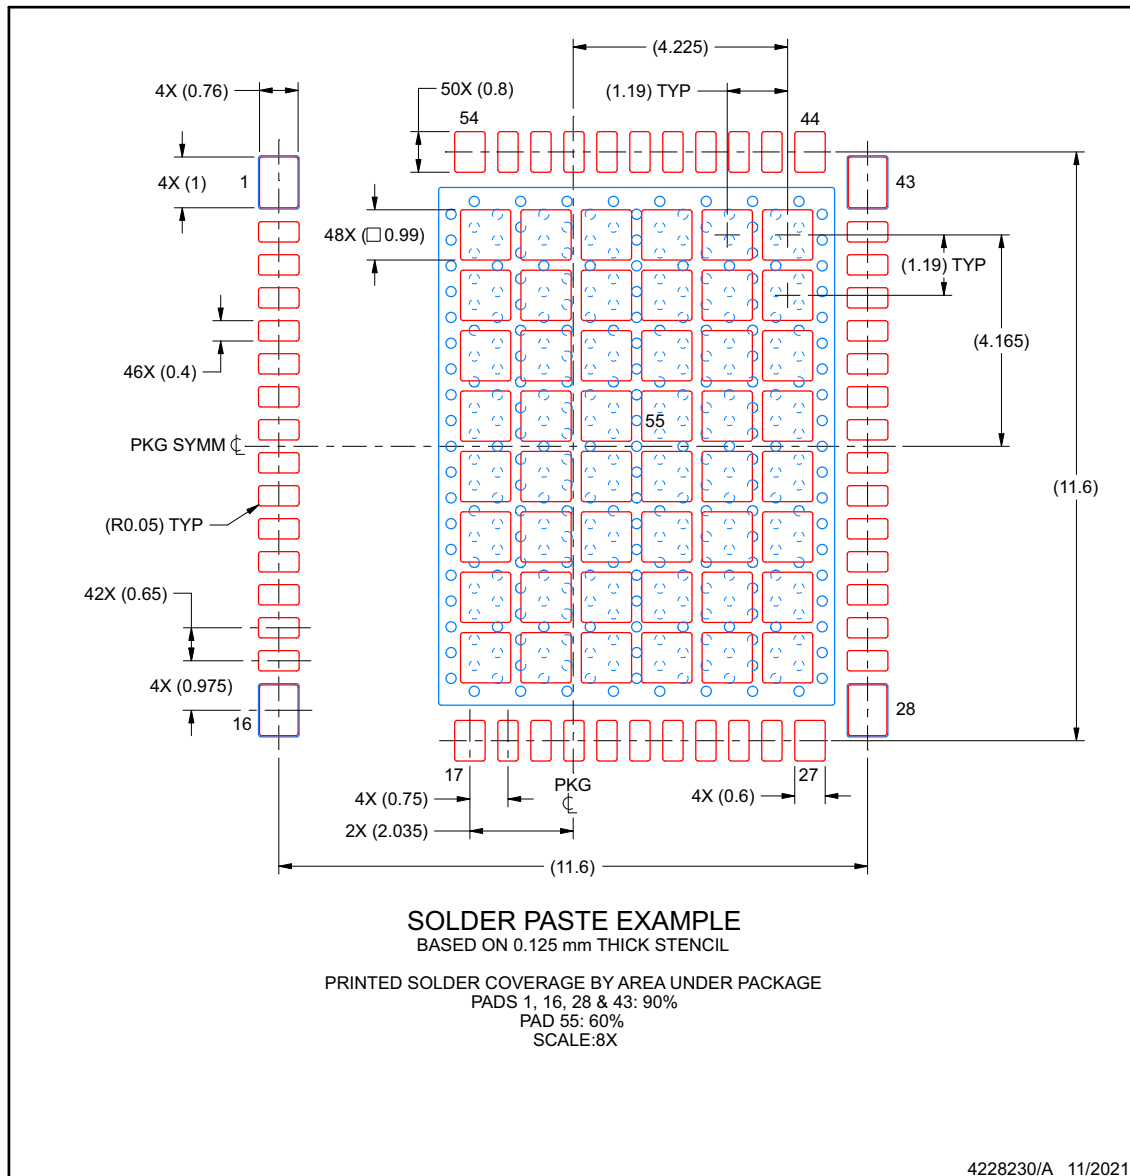 (4.225)
4X (0.76)
50X (0.8)
(1.19) TYP
54
44
4X (1)
1
43
48X (□ 0.99)
(1.19) TYP
(4.165)
46X (0.4)
55
PKG SYMM ℄
(11.6)
(R0.05) TYP
42X (0.65)
4X (0.975)
16
28
17
PKG
℄
27
4X (0.75)
4X (0.6)
2X (2.035)
(11.6)
SOLDER PASTE EXAMPLE
BASED ON 0.125 mm THICK STENCIL
PRINTED SOLDER COVERAGE BY AREA UNDER PACKAGE
PADS 1, 16, 28 & 43: 90%
PAD 55: 60%
SCALE:8X
4228230/A 11/2021